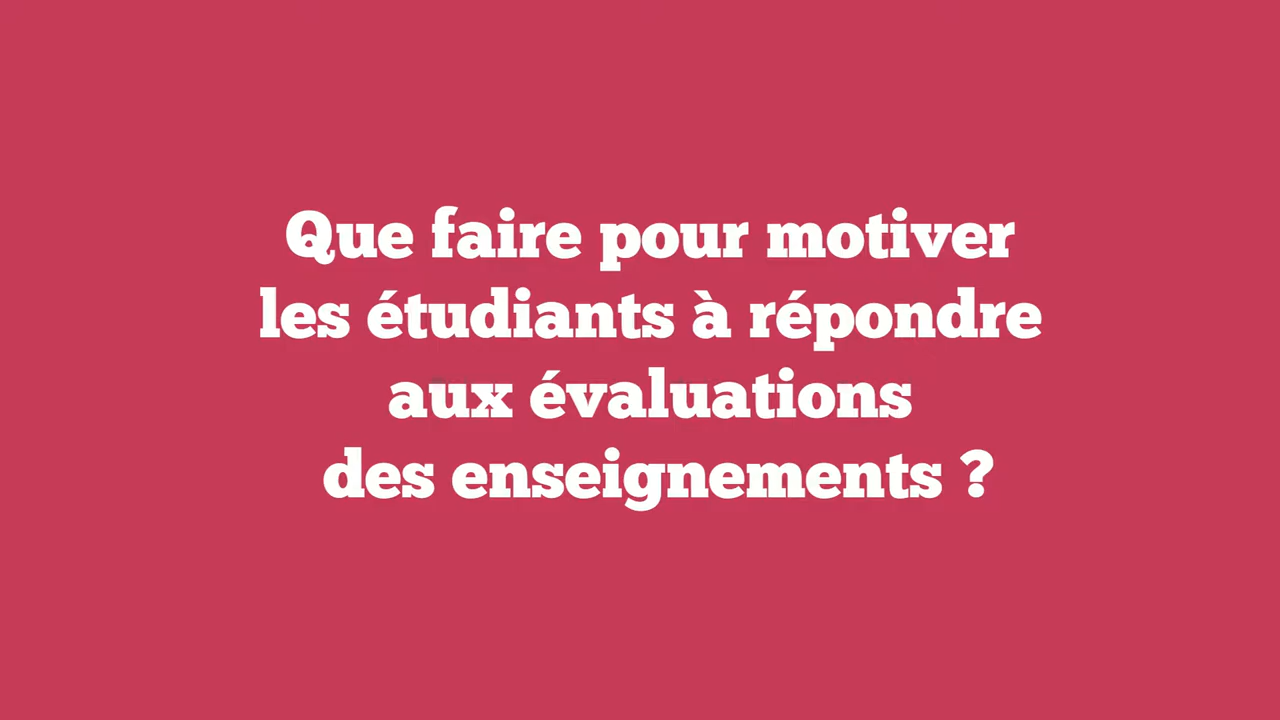 Que faire pour motiver
les étudiants à répondre
aux évaluations
des enseignements ?